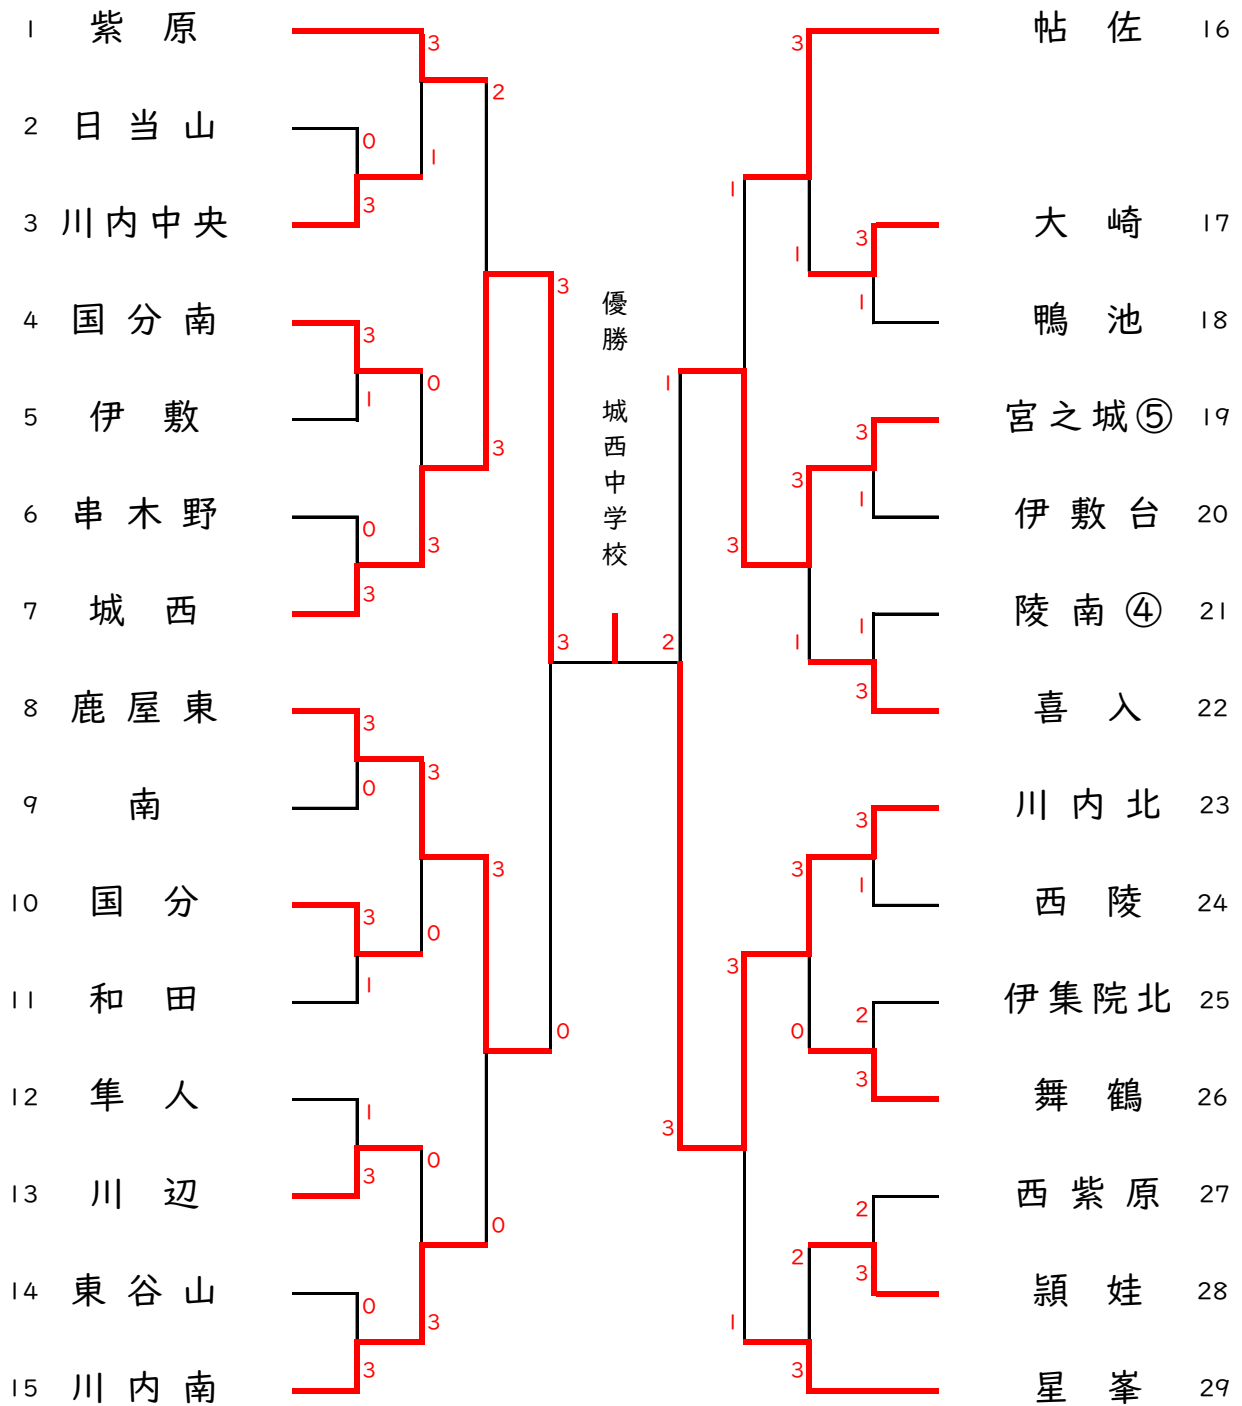 1 紫原
2 日当山
3 川内中央
4 国分南
5 伊敷
6 串木野
7 城西
8 鹿屋東
9 南
10 国分
11 和田
12 隼人
13 川辺
14 東谷山
15 川内南
3
2
0
1
3
3
3
0
1
3
0
3
3
3
3
3
0
3
0
3
0
1
1
0
3
0
0
3
3
優勝 城西中学校
3
2
3
1
3
1
1
1
3
3
1
3
1
1
3
3
3
1
3
2
0
3
3
2
2
3
1
3
帖佐 16
大崎 17
鴨池 18
宮之城⑤ 19
伊敷台 20
陵南④ 21
喜入 22
川内北 23
西陵 24
伊集院北 25
舞鶴 26
西紫原 27
頴娃 28
星峯 29